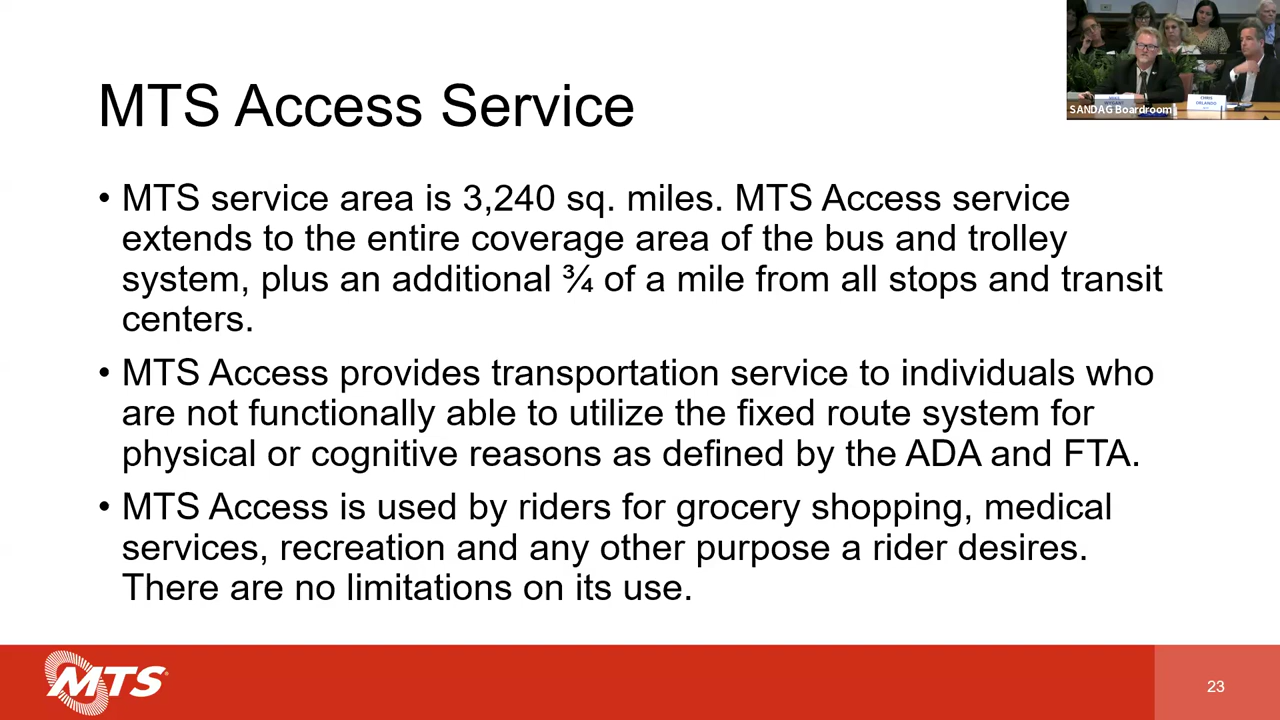 MTS Access Service
• MTS service area is 3,240 sq. miles. MTS Access service
extends to the entire coverage area of the bus and trolley
system, plus an additional ¾ of a mile from all stops and transit
centers.
• MTS Access provides transportation service to individuals who
are not functionally able to utilize the fixed route system for
physical or cognitive reasons as defined by the ADA and FTA.
• MTS Access is used by riders for grocery shopping, medical
services, recreation and any other purpose a rider desires.
There are no limitations on its use.
CHRIS
ORLANDO
SANDAG Boardroom
MTS
23